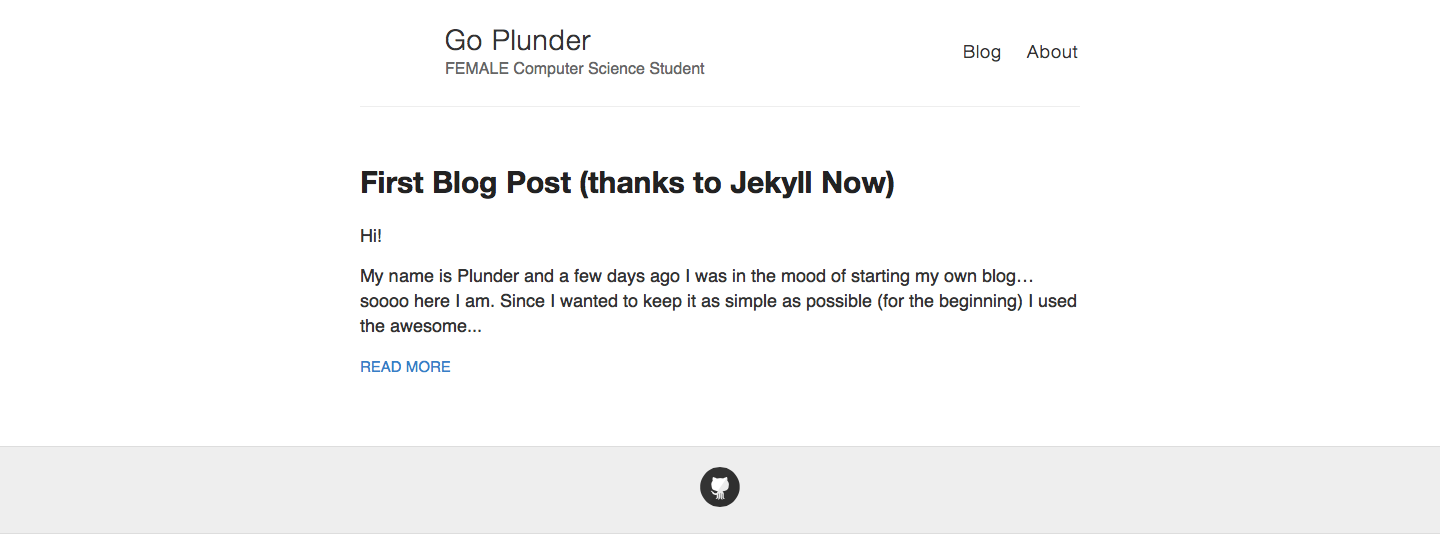 Go Plunder
FEMALE Computer Science Student
Blog About
First Blog Post (thanks to Jekyll Now)
Hi!
My name is Plunder and a few days ago I was in the mood of starting my own blog…
soooo here I am. Since I wanted to keep it as simple as possible (for the beginning) I used
the awesome...
READ MORE